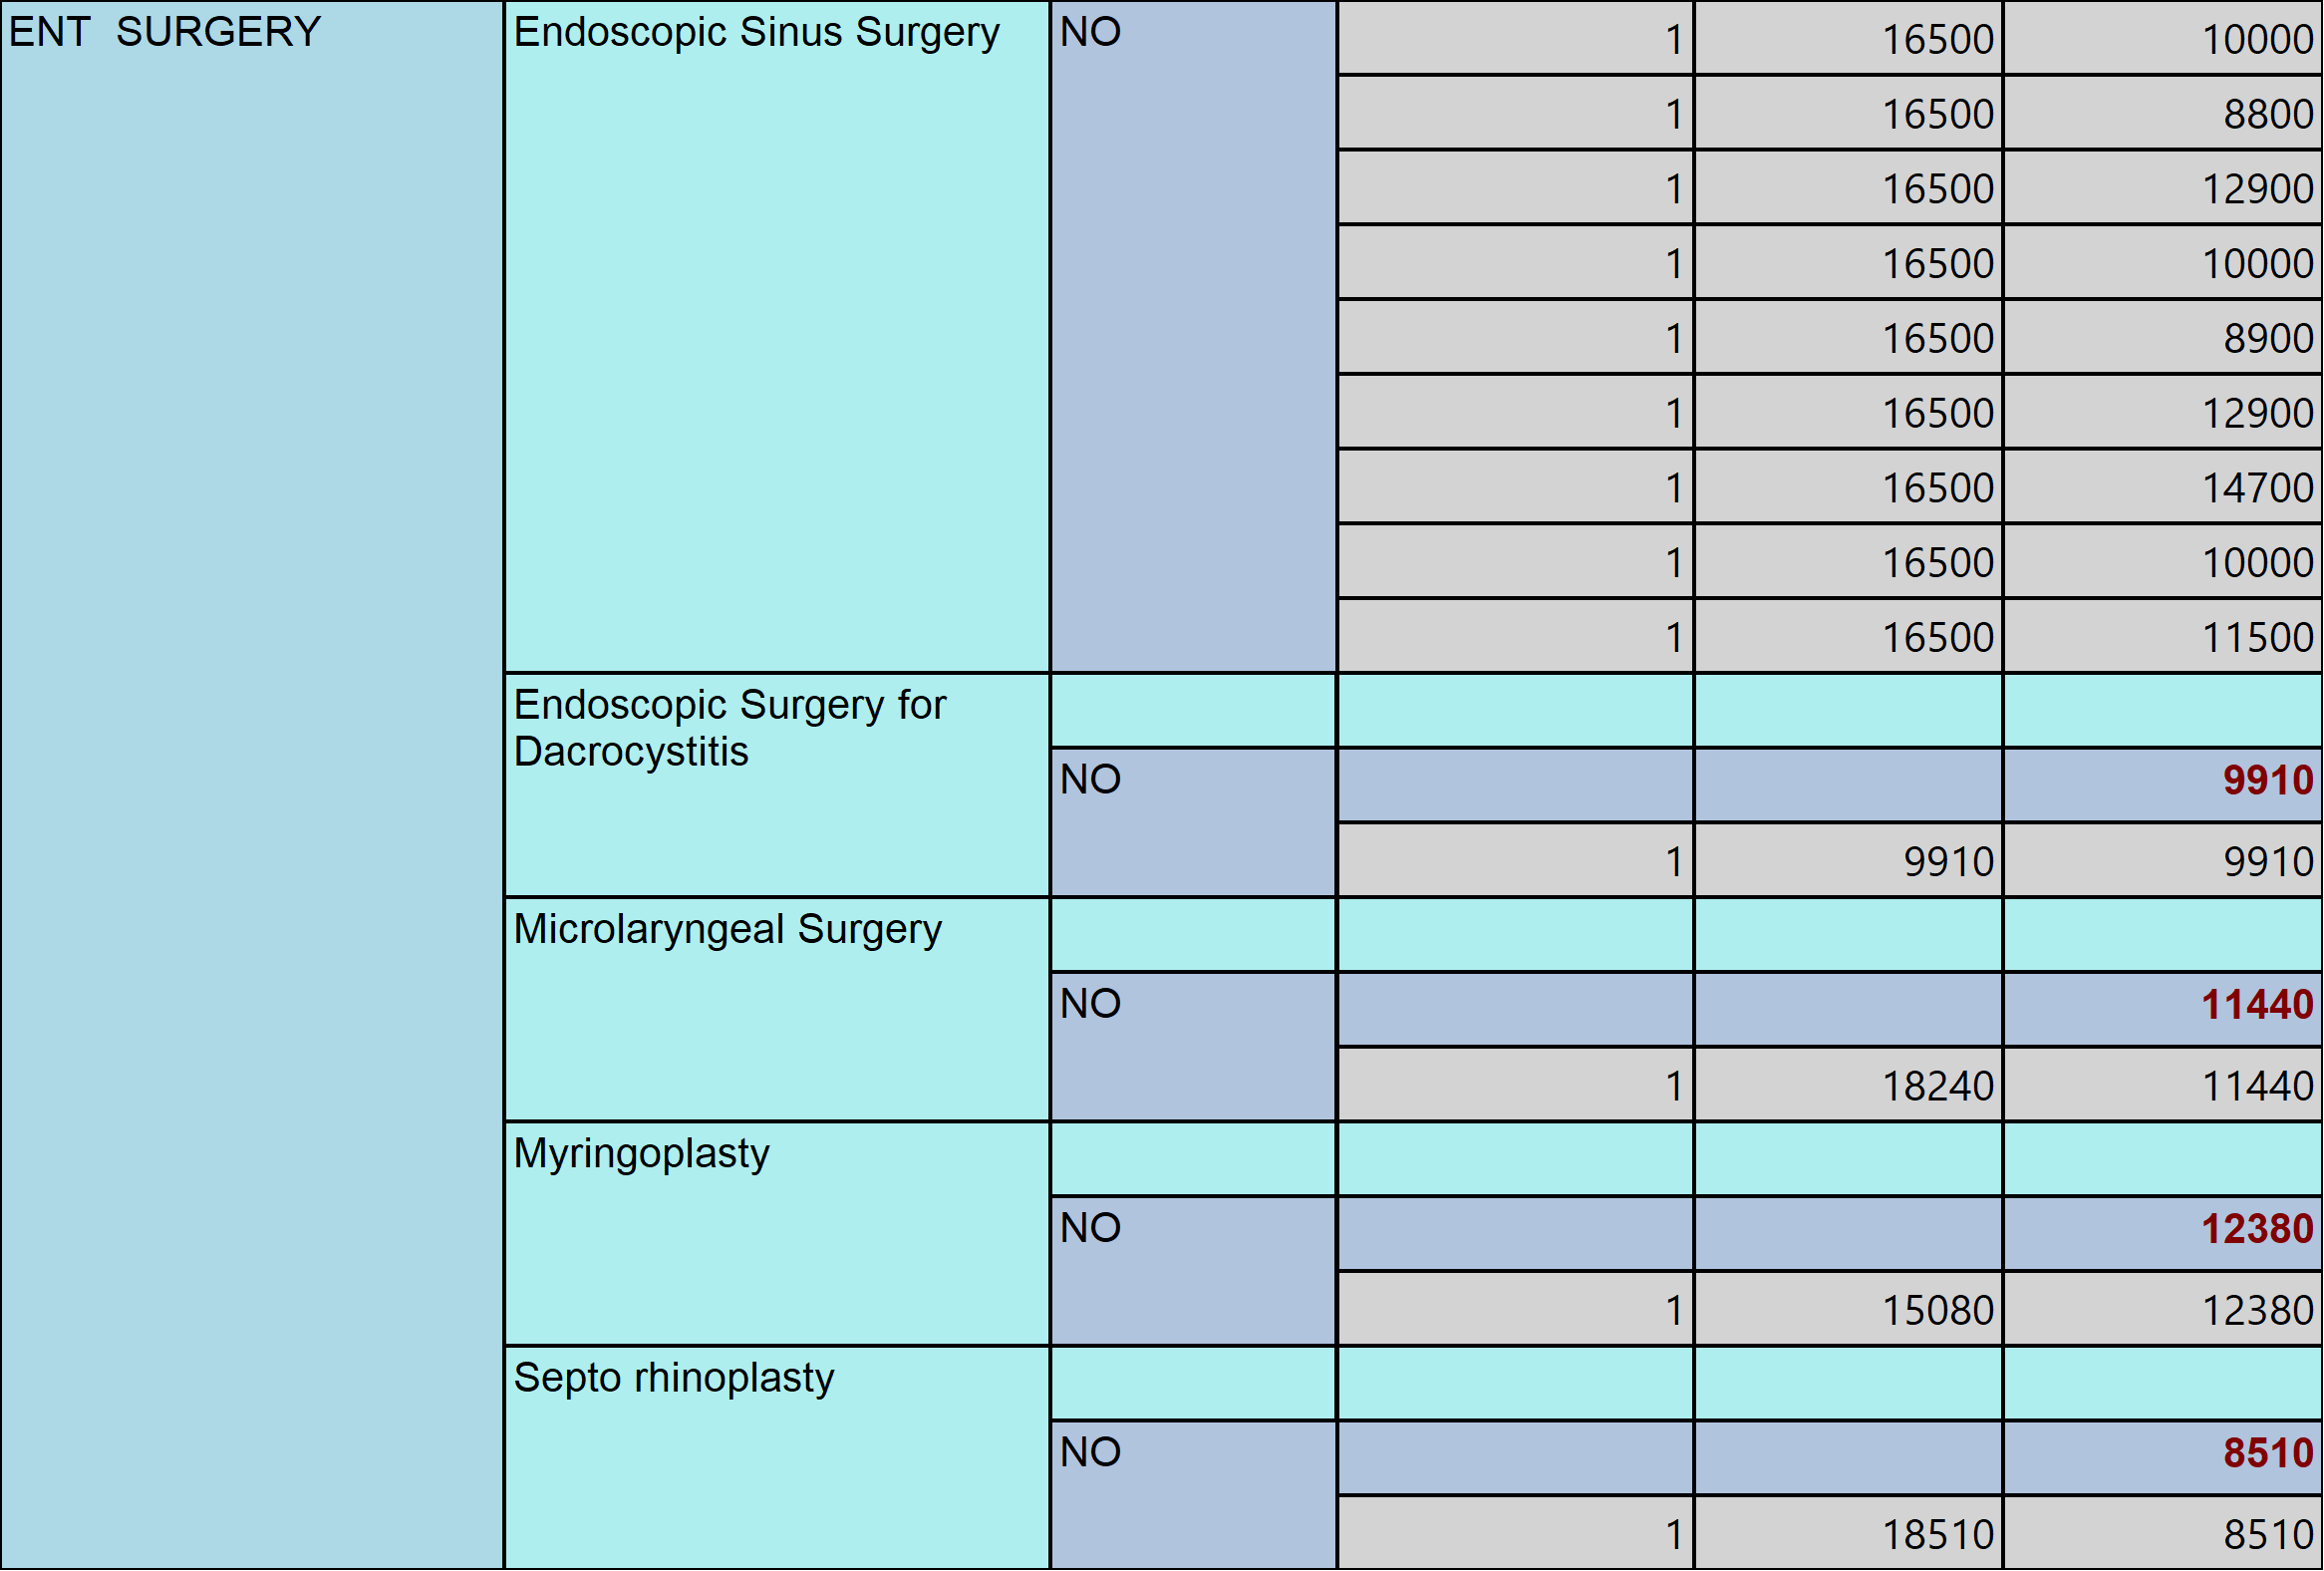 ENT  SURGERY Endoscopic Sinus Surgery NO 1 16500 10000
1 16500 8800
1 16500 12900
1 16500 10000
1 16500 8900
1 16500 12900
1 16500 14700
1 16500 10000
1 16500 11500
Endoscopic Surgery for
Dacrocystitis
NO 9910
1 9910 9910
Microlaryngeal Surgery
NO 11440
1 18240 11440
Myringoplasty
NO 12380
1 15080 12380
Septo rhinoplasty
NO 8510
1 18510 8510